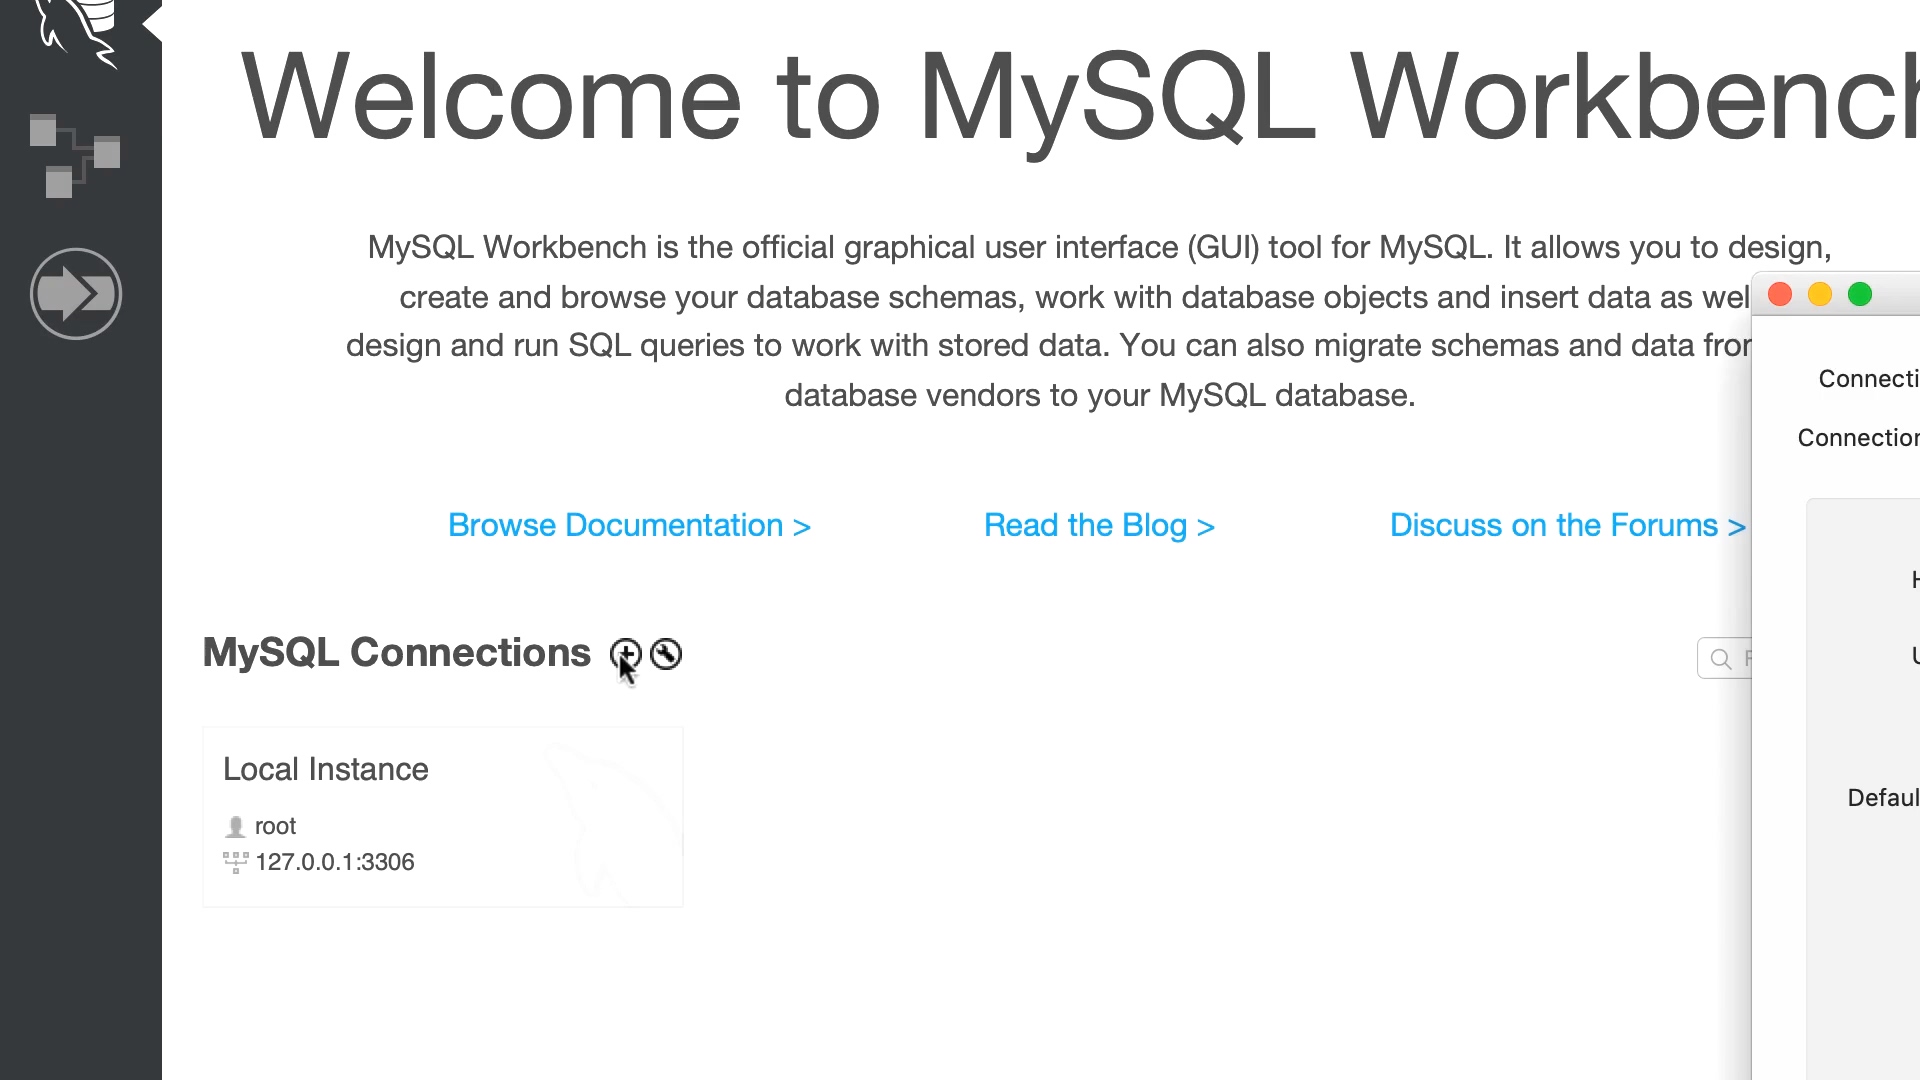 Welcome to MySQL Workbench
MySQL Workbench is the official graphical user interface (GUI) tool for MySQL. It allows you to design,
create and browse your database schemas, work with database objects and insert data as wel
design and run SQL queries to work with stored data. You can also migrate schemas and data from
database vendors to your MySQL database.
Connecti
Connection
Browse Documentation >
Read the Blog >
Discuss on the Forums >
H
U
MySQL Connections
F
Local Instance
root
127.0.0.1:3306
Defaul